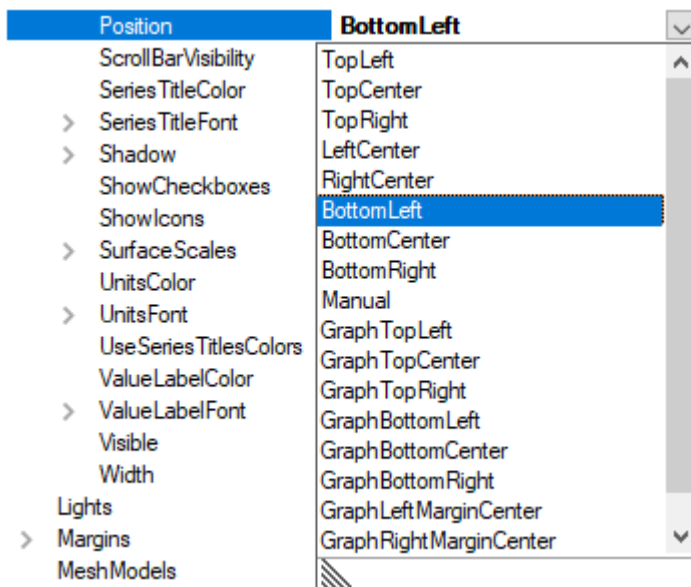 Position BottomLeft
ScrollBarVisibility TopLeft
SeriesTitleColor TopCenter
SeriesTitleFont TopRight
Shadow LeftCenter
ShowCheckboxes RightCenter
ShowIcons BottomLeft
SurfaceScales BottomCenter
UnitsColor BottomRight
UnitsFont Manual
UseSeriesTitlesColors GraphTopLeft
ValueLabelColor GraphTopCenter
ValueLabelFont GraphTopRight
Visible GraphBottomLeft
Width GraphBottomCenter
Lights GraphBottomRight
Margins GraphLeftMarginCenter
MeshModels GraphRightMarginCenter